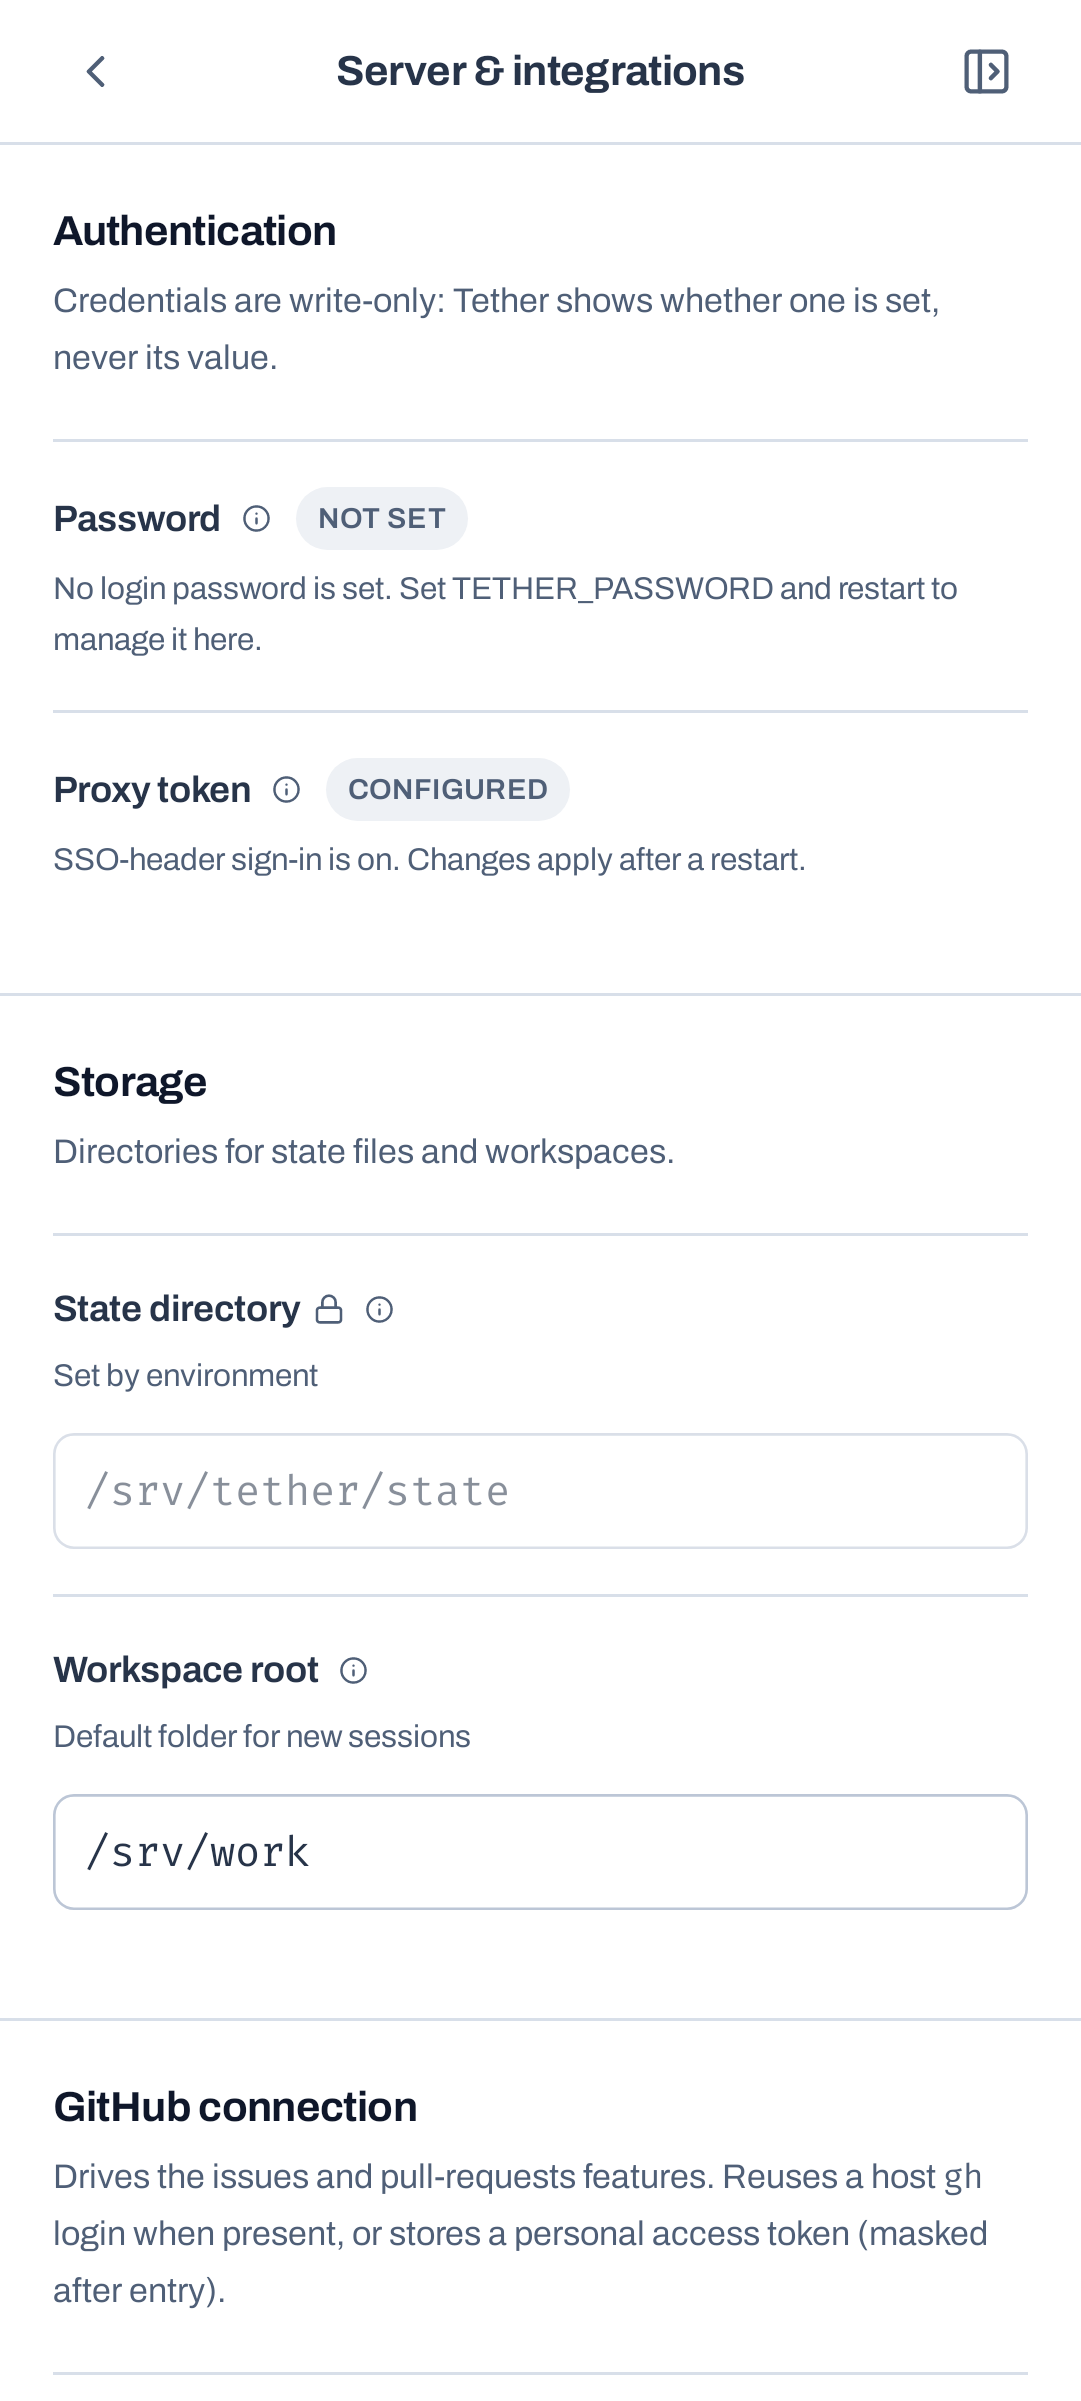 Server & integrations
Authentication
Credentials are write-only: Tether shows whether one is set,
never its value.
Password NOT SET
No login password is set. Set TETHER_PASSWORD and restart to
manage it here.
Proxy token CONFIGURED
SSO-header sign-in is on. Changes apply after a restart.
Storage
Directories for state files and workspaces.
State directory
Set by environment
/srv/tether/state
Workspace root
Default folder for new sessions
/srv/work
GitHub connection
Drives the issues and pull-requests features. Reuses a host gh
login when present, or stores a personal access token (masked
after entry).